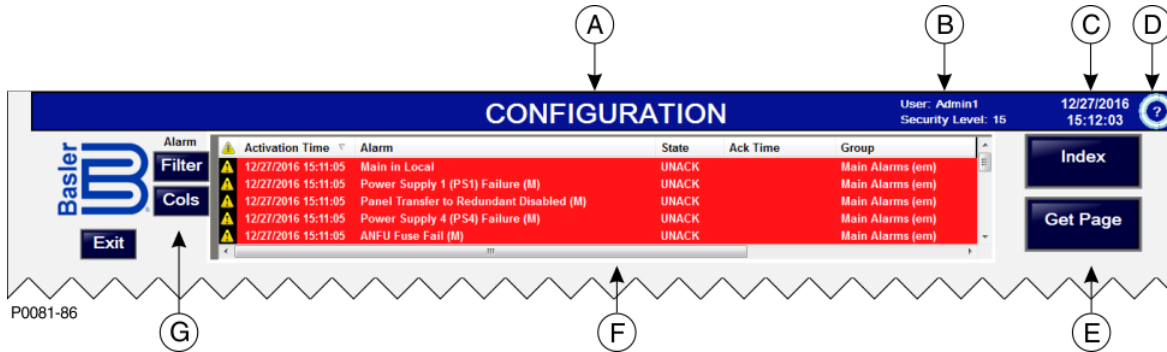 A
B
C
D
CONFIGURATION
User: Admin1
Security Level: 15
12/27/2016
15:12:03
?
Basler
Alarm
Filter
Cols
Exit
Activation Time Alarm State Ack Time Group
12/27/2016 15:11:05 Main in Local UNACK Main Alarms (em)
12/27/2016 15:11:05 Power Supply 1 (PS1) Failure (M) UNACK Main Alarms (em)
12/27/2016 15:11:05 Panel Transfer to Redundant Disabled (M) UNACK Main Alarms (em)
12/27/2016 15:11:05 Power Supply 4 (PS4) Failure (M) UNACK Main Alarms (em)
12/27/2016 15:11:05 ANFU Fuse Fail (M) UNACK Main Alarms (em)
Index
Get Page
P0081-86
G
F
E